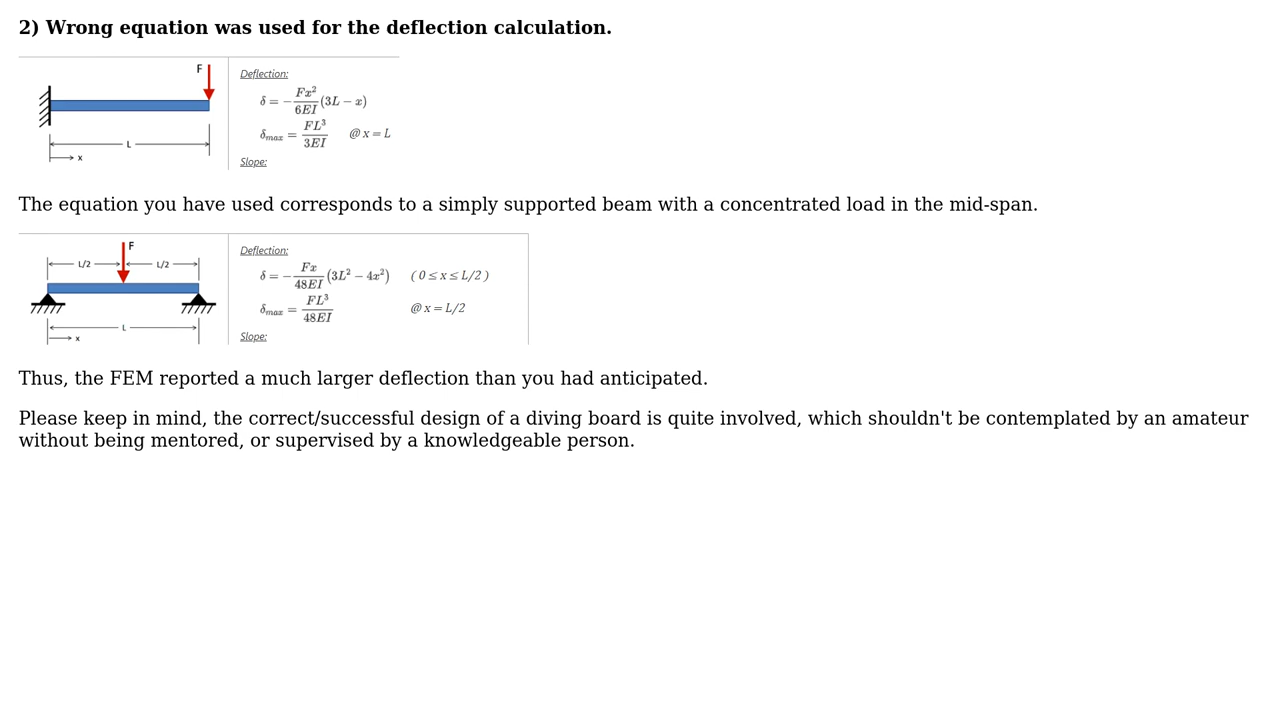 2) Wrong equation was used for the deflection calculation.
F
L
x
Deflection:
δ = −Fx²/6EI (3L − x)
δmax = FL³/3EI @ x = L
Slope:
The equation you have used corresponds to a simply supported beam with a concentrated load in the mid-span.
F
L/2 L/2
L
x
Deflection:
δ = −Fx/48EI (3L² − 4x²) ( 0 ≤ x ≤ L/2 )
δmax = FL³/48EI @ x = L/2
Slope:
Thus, the FEM reported a much larger deflection than you had anticipated.
Please keep in mind, the correct/successful design of a diving board is quite involved, which shouldn't be contemplated by an amateur
without being mentored, or supervised by a knowledgeable person.